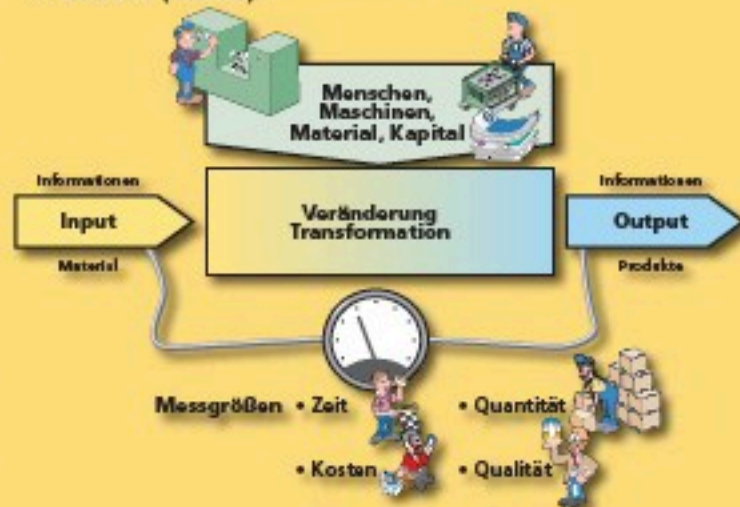 Menschen,
Maschinen,
Material, Kapital
Informationen
Input
Material
Veränderung
Transformation
Informationen
Output
Produkte
Messgrößen • Zeit • Quantität
• Kosten • Qualität